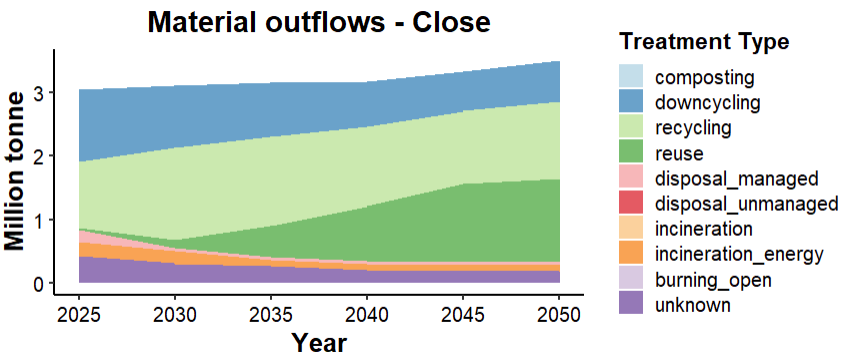 Material outflows - Close
Million tonne
3
2
1
0
2025 2030 2035 2040 2045 2050
Year
Treatment Type
composting
downcycling
recycling
reuse
disposal_managed
disposal_unmanaged
incineration
incineration_energy
burning_open
unknown